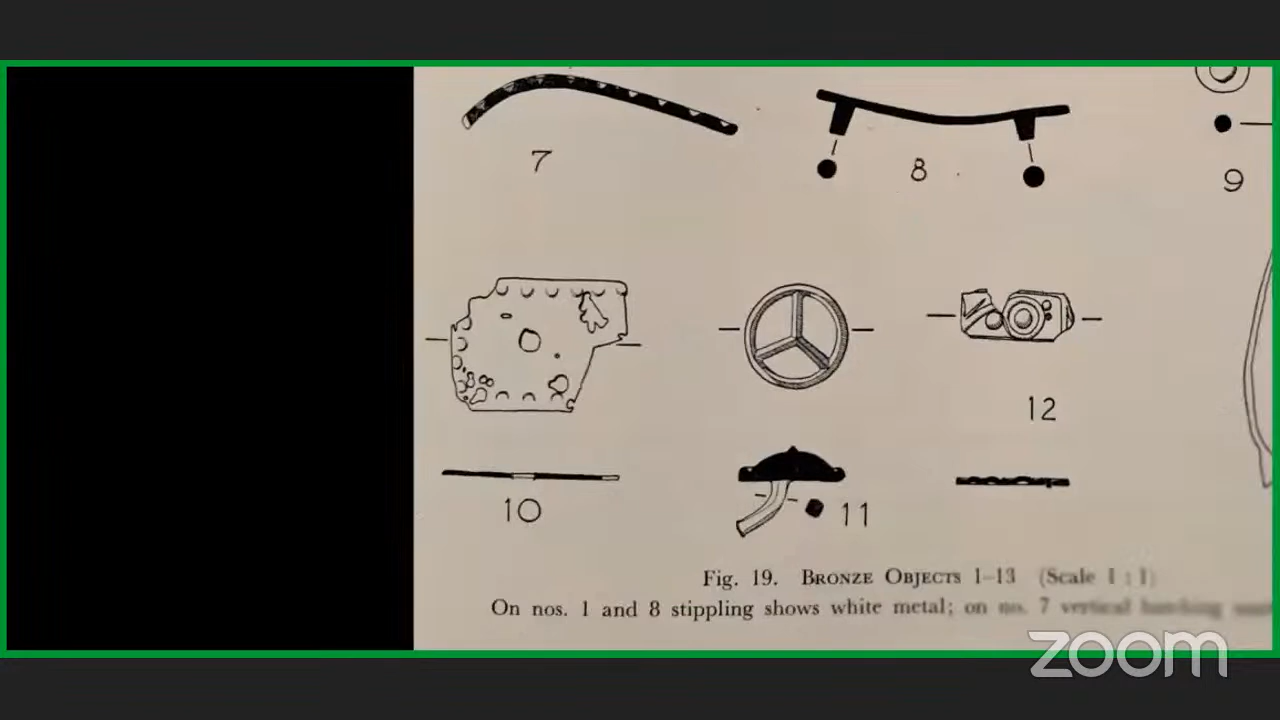 7
8
9
12
10
11
Fig. 19. BRONZE OBJECTS 1–13 (Scale 1 : 1)
On nos. 1 and 8 stippling shows white metal; on no. 7 vertical
zoom